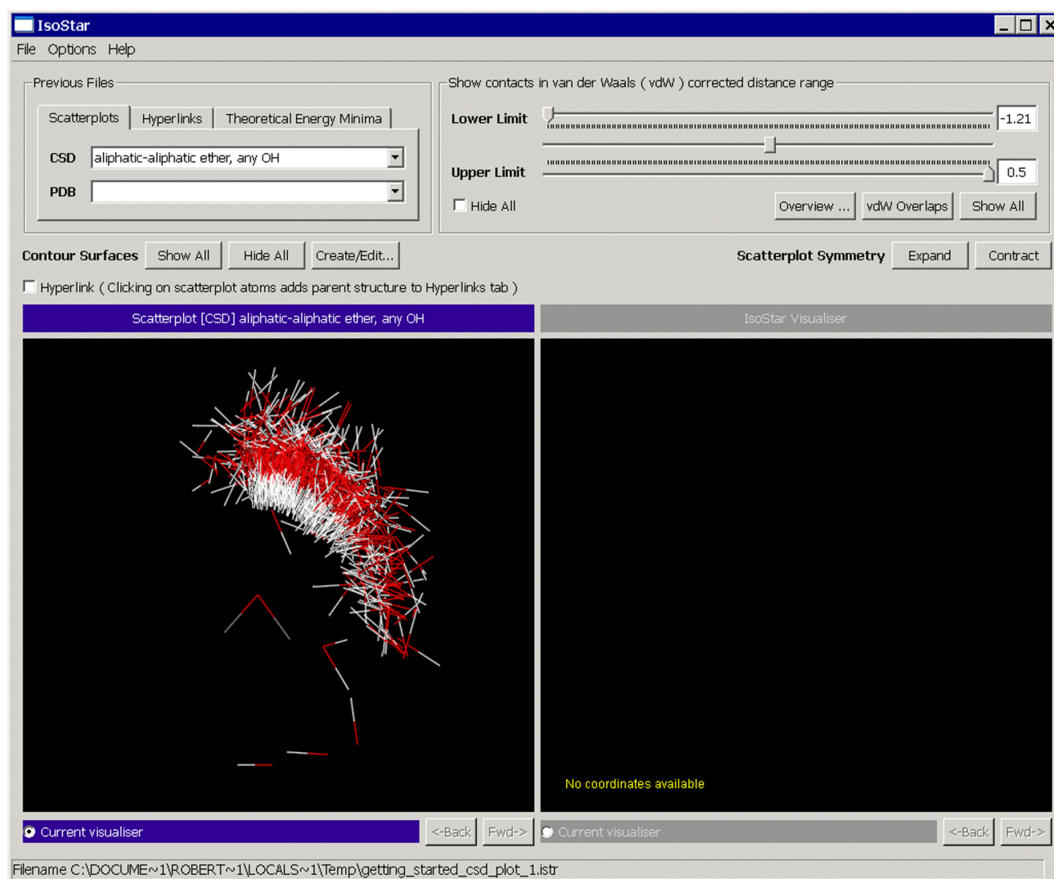 IsoStar
File Options Help
Previous Files
Scatterplots Hyperlinks Theoretical Energy Minima
CSD aliphatic-aliphatic ether, any OH
PDB
Show contacts in van der Waals ( vdW ) corrected distance range
Lower Limit -1.21
Upper Limit 0.5
Hide All Overview ... vdW Overlaps Show All
Contour Surfaces Show All Hide All Create/Edit... Scatterplot Symmetry Expand Contract
Hyperlink ( Clicking on scatterplot atoms adds parent structure to Hyperlinks tab )
Scatterplot [CSD] aliphatic-aliphatic ether, any OH
IsoStar Visualiser
No coordinates available
Current visualiser <-Back Fwd->
Current visualiser <-Back Fwd->
Filename C:\DOCUME~1\ROBERT~1\LOCALS~1\Temp\getting_started_csd_plot_1.istr